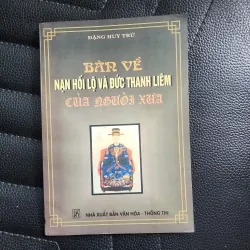 ĐẶNG HUY TRỨ
BÀN VỀ
NẠN HỐI LỘ VÀ ĐỨC THANH LIÊM
CỦA NGƯỜI XƯA
NHÀ XUẤT BẢN VĂN HÓA - THÔNG TIN